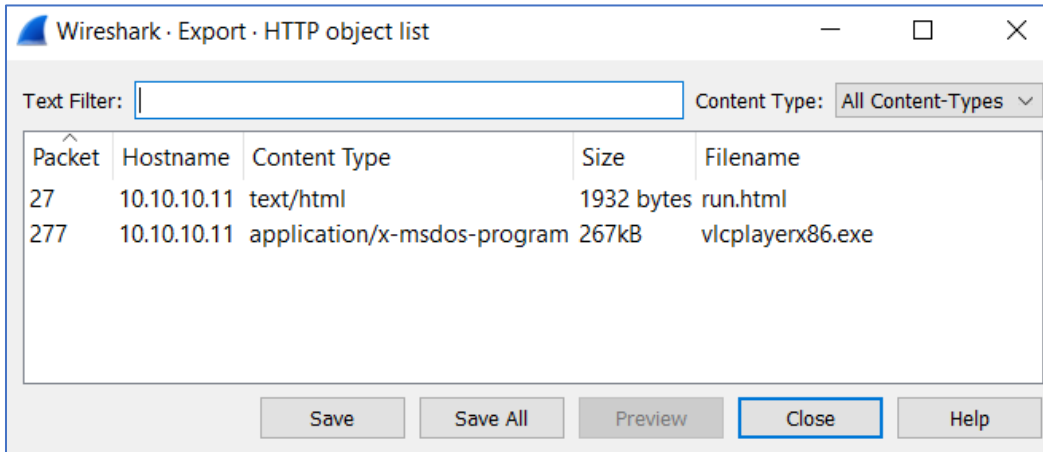 Wireshark · Export · HTTP object list
Text Filter: Content Type: All Content-Types
Packet Hostname Content Type Size Filename
27 10.10.10.11 text/html 1932 bytes run.html
277 10.10.10.11 application/x-msdos-program 267kB vlcplayerx86.exe
Save Save All Preview Close Help